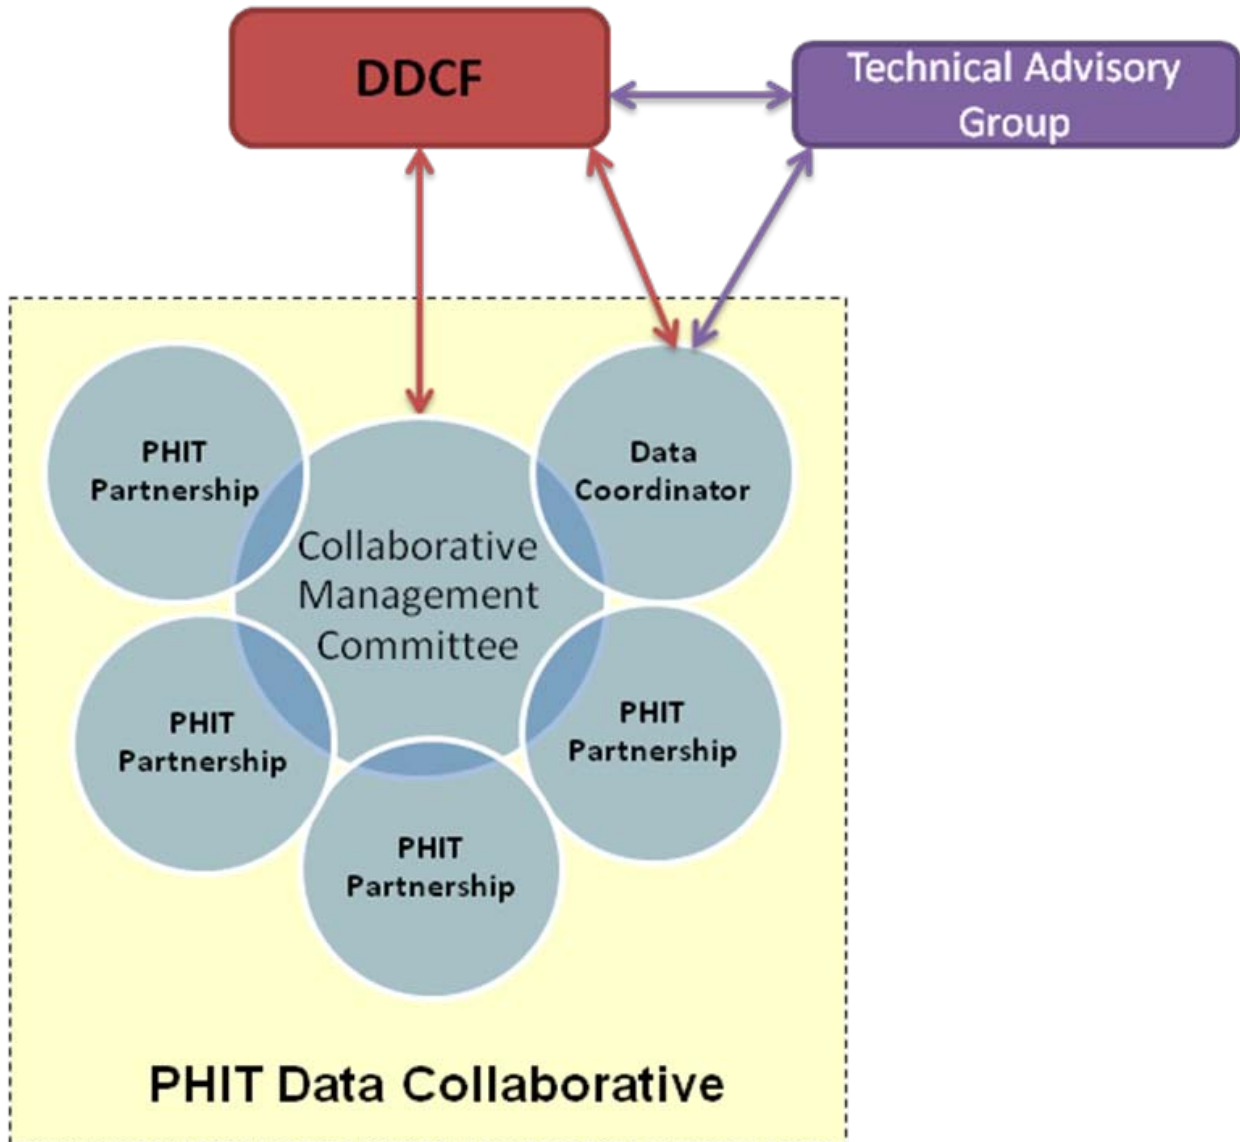 DDCF
Technical Advisory
Group
PHIT
Partnership
Data
Coordinator
Collaborative
Management
Committee
PHIT
Partnership
PHIT
Partnership
PHIT
Partnership
PHIT Data Collaborative